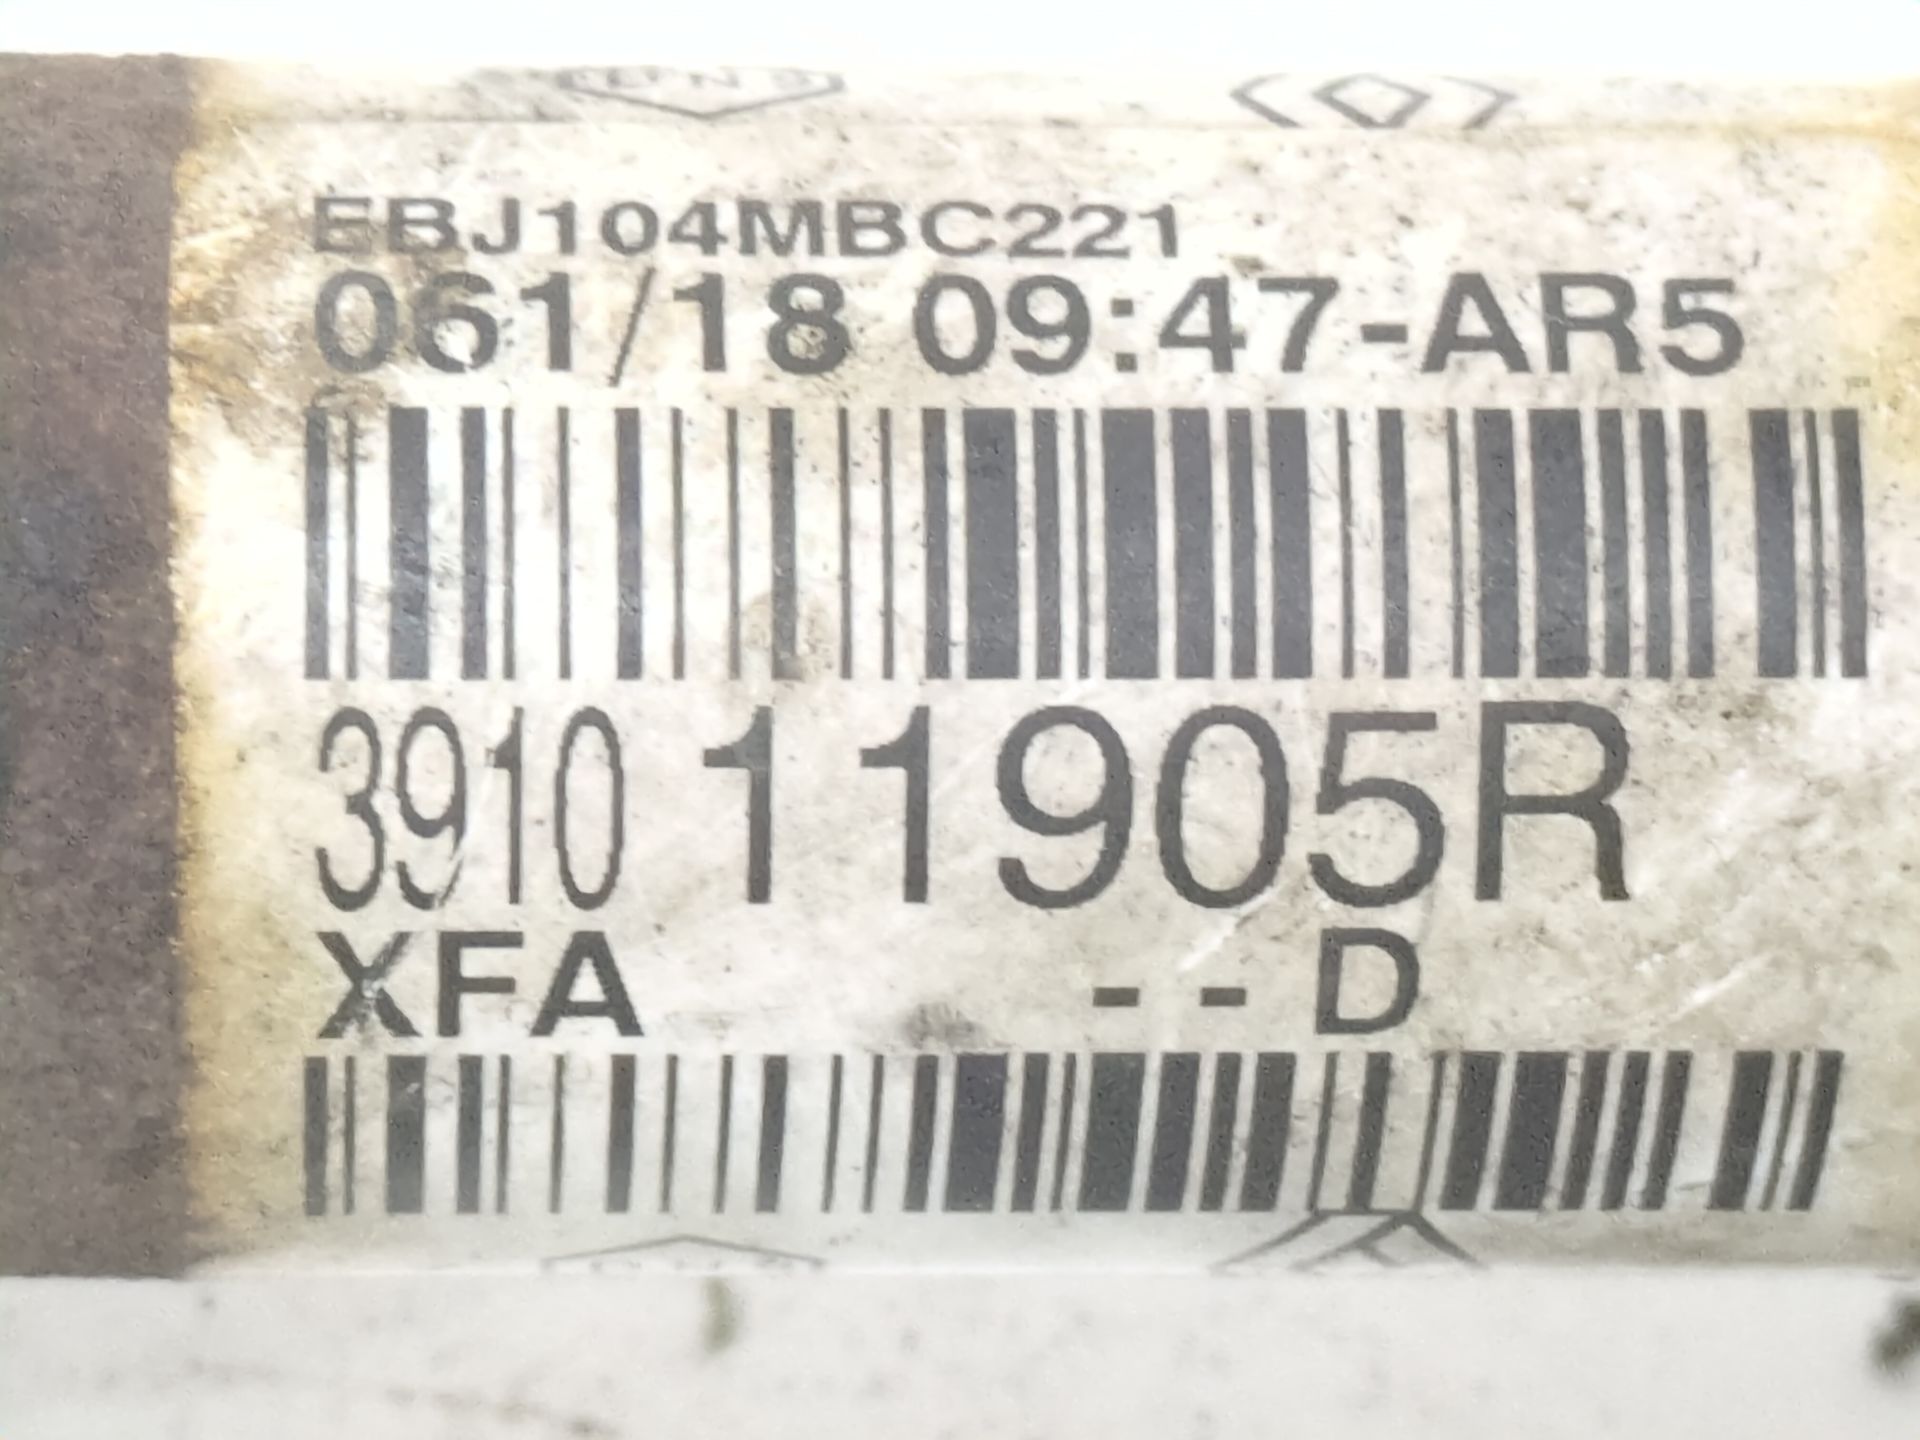 EBJ104MBC221
061/18 09:47-AR5
3910 11905R
XFA -- D